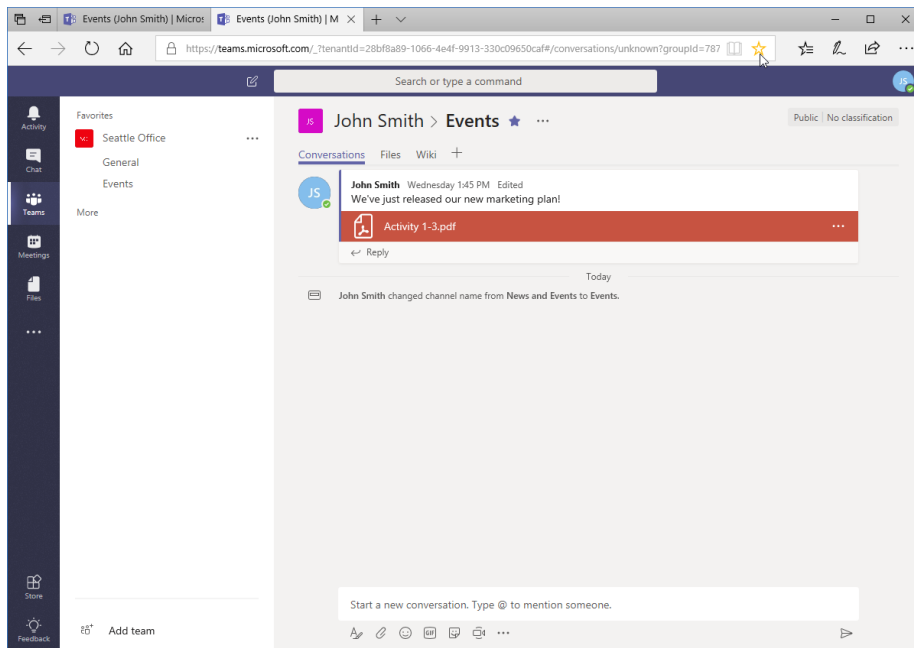 Events (John Smith) | Micros
Events (John Smith) | M
https://teams.microsoft.com/_?tenantId=28bf8a89-1066-4e4f-9913-330c09650caf#/conversations/unknown?groupId=787
Search or type a command
JS
Activity
Chat
Teams
Meetings
Files
Store
Feedback
Favorites
Seattle Office
General
Events
More
Add team
JS
John Smith > Events
Public | No classification
Conversations Files Wiki
JS
John Smith Wednesday 1:45 PM Edited
We've just released our new marketing plan!
Activity 1-3.pdf
Reply
Today
John Smith changed channel name from News and Events to Events.
Start a new conversation. Type @ to mention someone.
GIF